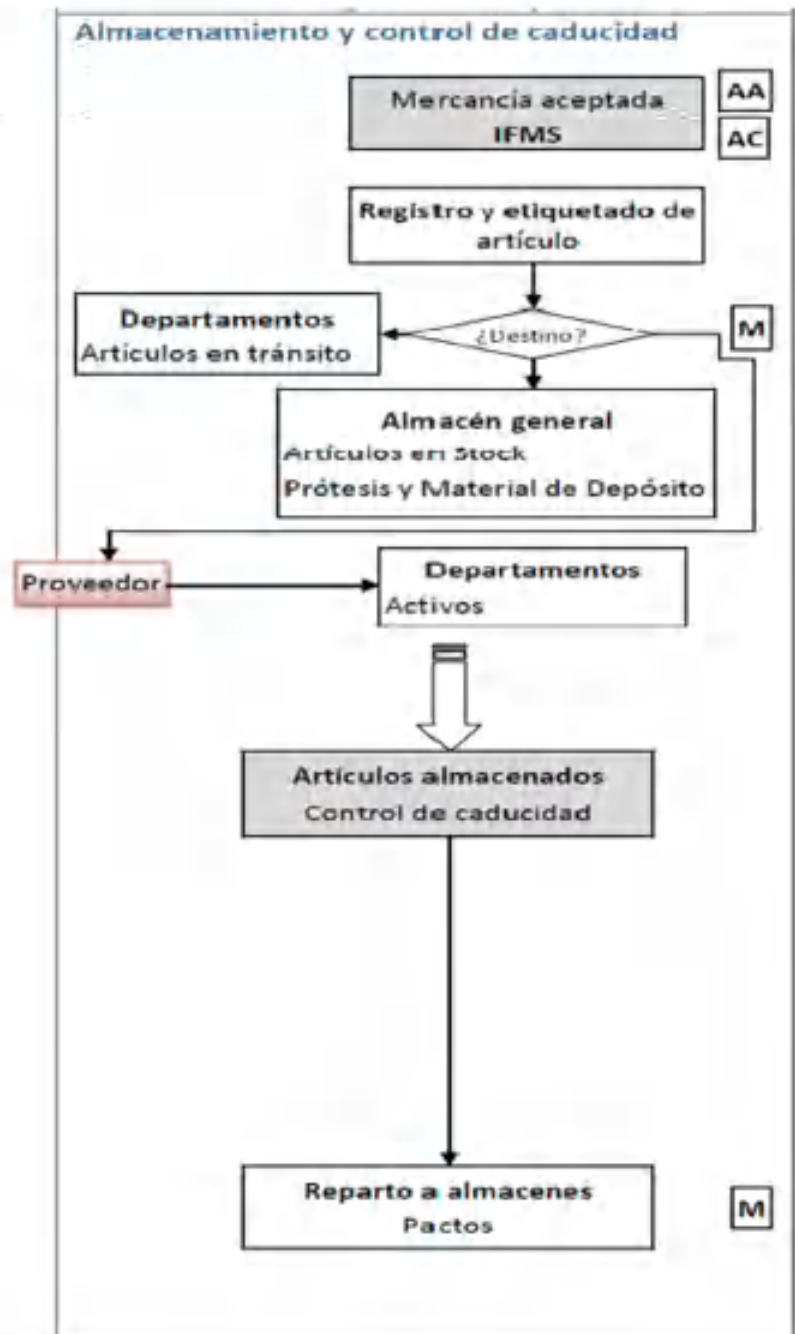 Almacenamiento y control de caducidad
Mercancía aceptada
IFMS
AA
AC
Registro y etiquetado de
artículo
Departamentos
Artículos en tránsito
¿Destino?
M
Almacén general
Artículos en Stock
Prótesis y Material de Depósito
Proveedor
Departamentos
Activos
Artículos almacenados
Control de caducidad
Reparto a almacenes
Pactos
M